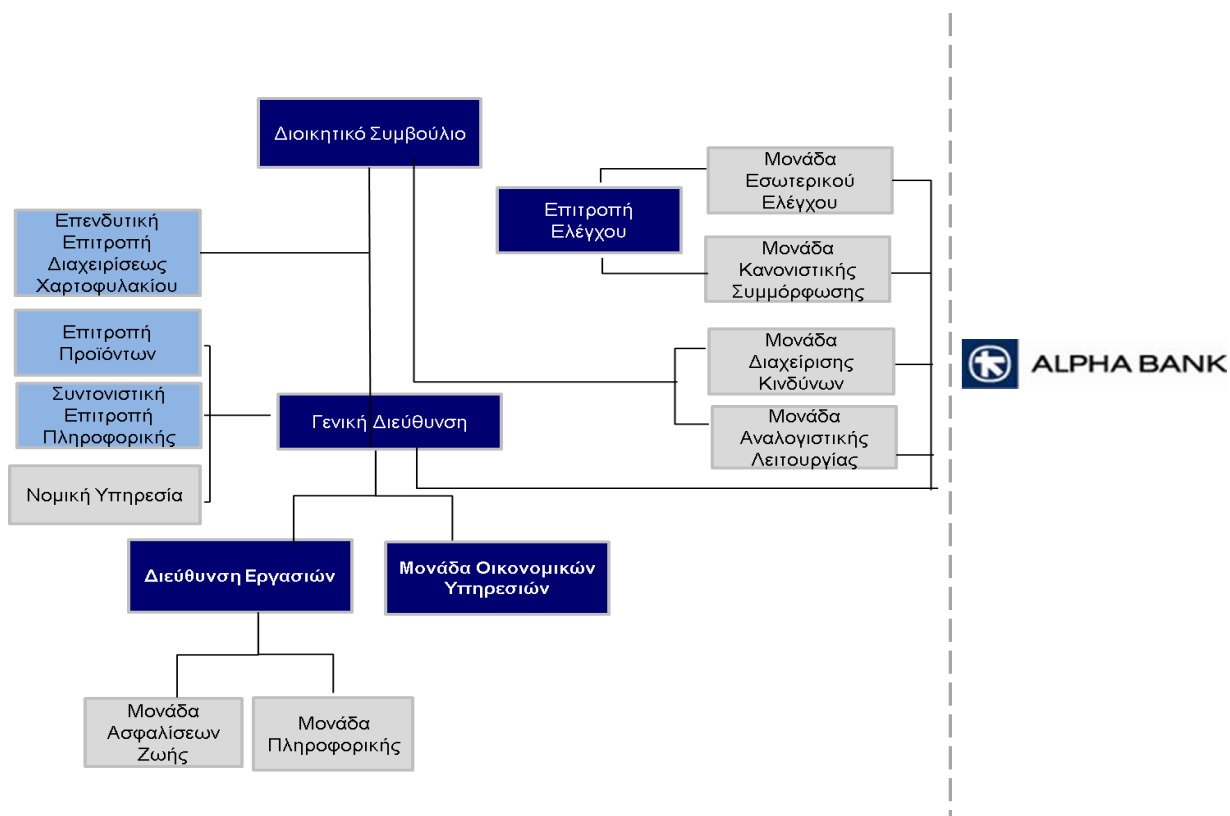 Διοικητικό Συμβούλιο
Μονάδα
Εσωτερικού
Ελέγχου
Επιτροπή
Ελέγχου
Επενδυτική
Επιτροπή
Διαχειρίσεως
Χαρτοφυλακίου
Μονάδα
Κανονιστικής
Συμμόρφωσης
Επιτροπή
Προϊόντων
Μονάδα
Διαχείρισης
Κινδύνων
ALPHA BANK
Συντονιστική
Επιτροπή
Πληροφορικής
Γενική Διεύθυνση
Μονάδα
Αναλογιστικής
Λειτουργίας
Νομική Υπηρεσία
Διεύθυνση Εργασιών
Μονάδα Οικονομικών
Υπηρεσιών
Μονάδα
Ασφαλίσεων
Ζωής
Μονάδα
Πληροφορικής